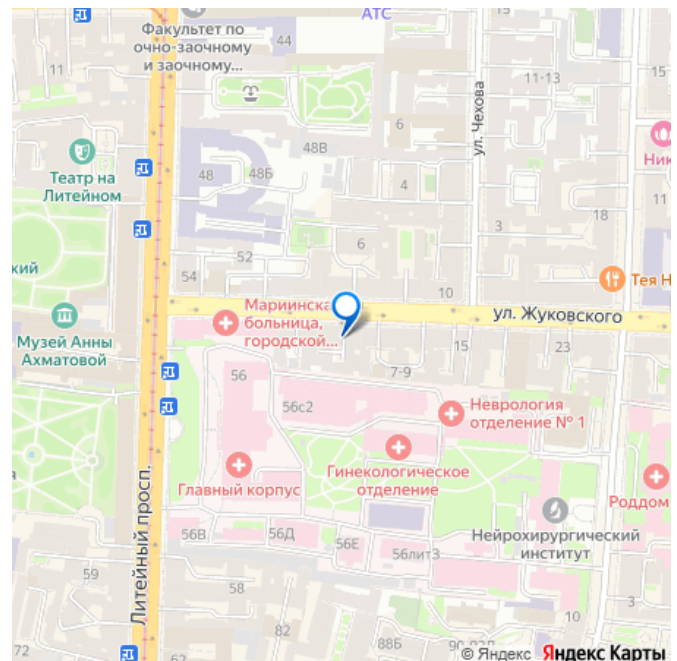 АТС
Факультет по
очно-заочному
и заочному...
44
11
11-13
15
ул. Чехова
6
48В
Ник
Театр на
Литейном
48
48Б
4
11
18
3
кий
52
6
54
10
Тея Н
Мариинска
больница,
городской...
ул. Жуковского
Музей Анны
Ахматовой
15
23
7-9
56
56с2
Неврология
отделение № 1
Гинекологическое
отделение
Главный корпус
Роддом
Литейный просп.
Нейрохирургический
институт
56В
56Д
56Е
56лит3
59
58
3
10
82
72
88Б
© Яндекс Яндекс Карты